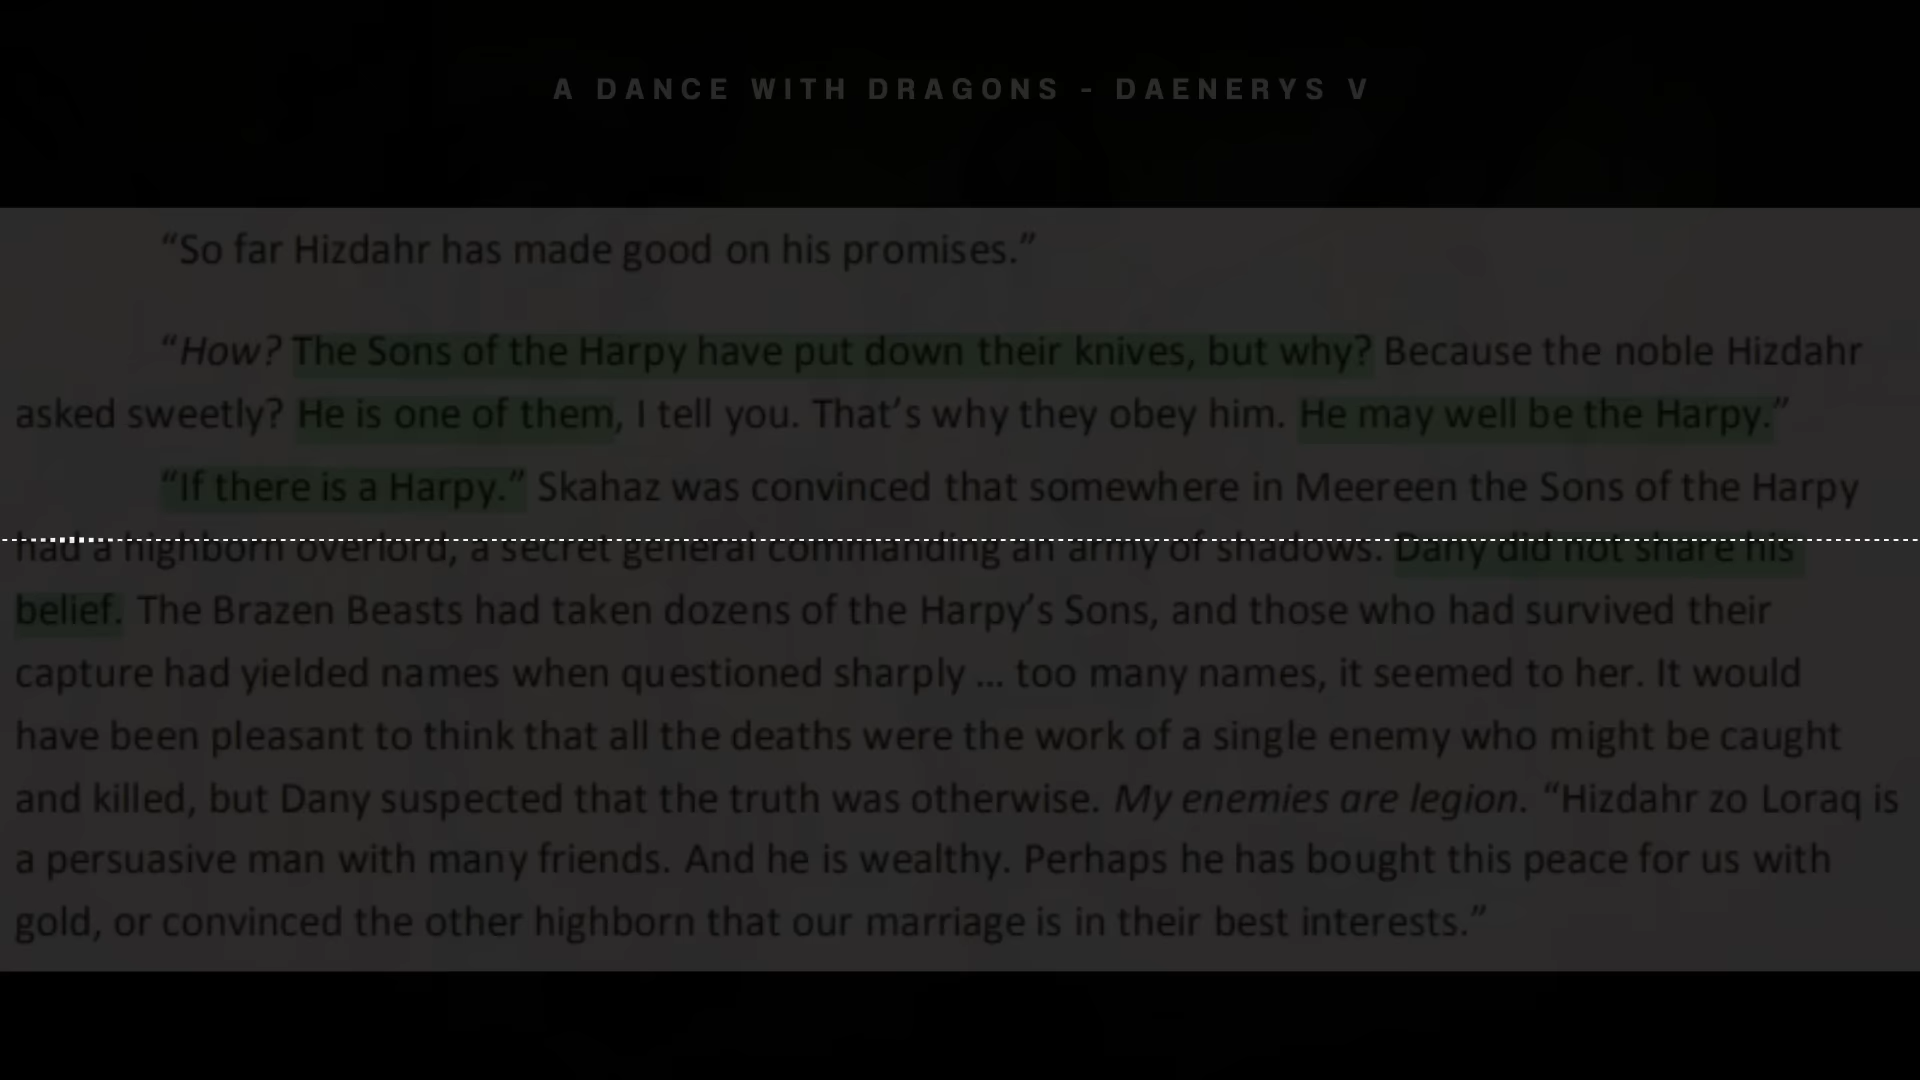 A DANCE WITH DRAGONS - DAENERYS V
“So far Hizdahr has made good on his promises.”
“How? The Sons of the Harpy have put down their knives, but why? Because the noble Hizdahr
asked sweetly? He is one of them, I tell you. That’s why they obey him. He may well be the Harpy.”
“If there is a Harpy.” Skahaz was convinced that somewhere in Meereen the Sons of the Harpy
had a highborn overlord, a secret general commanding an army of shadows. Dany did not share his
belief. The Brazen Beasts had taken dozens of the Harpy’s Sons, and those who had survived their
capture had yielded names when questioned sharply ... too many names, it seemed to her. It would
have been pleasant to think that all the deaths were the work of a single enemy who might be caught
and killed, but Dany suspected that the truth was otherwise. My enemies are legion. “Hizdahr zo Loraq is
a persuasive man with many friends. And he is wealthy. Perhaps he has bought this peace for us with
gold, or convinced the other highborn that our marriage is in their best interests.”